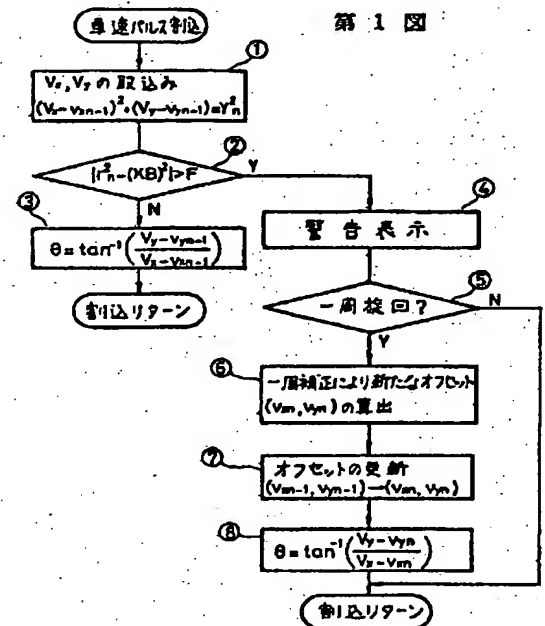 第 1 図
車速パルス割込
①
Vx, Vyの取込み
(Vx-Vxn-1)²+(Vy-Vyn-1)=r²n
②
|r²n-(KB)²|>F
Y
N
③
θ=tan⁻¹(Vy-Vyn-1/Vx-Vxn-1)
割込リターン
④
警告表示
⑤
一周旋回?
N
Y
⑥
一周補正により新たなオフセット
(Vxn, Vyn)の算出
⑦
オフセットの更新
(Vxn-1, Vyn-1)→(Vxn, Vyn)
⑧
θ=tan⁻¹(Vy-Vyn/Vx-Vxn)
割込リターン